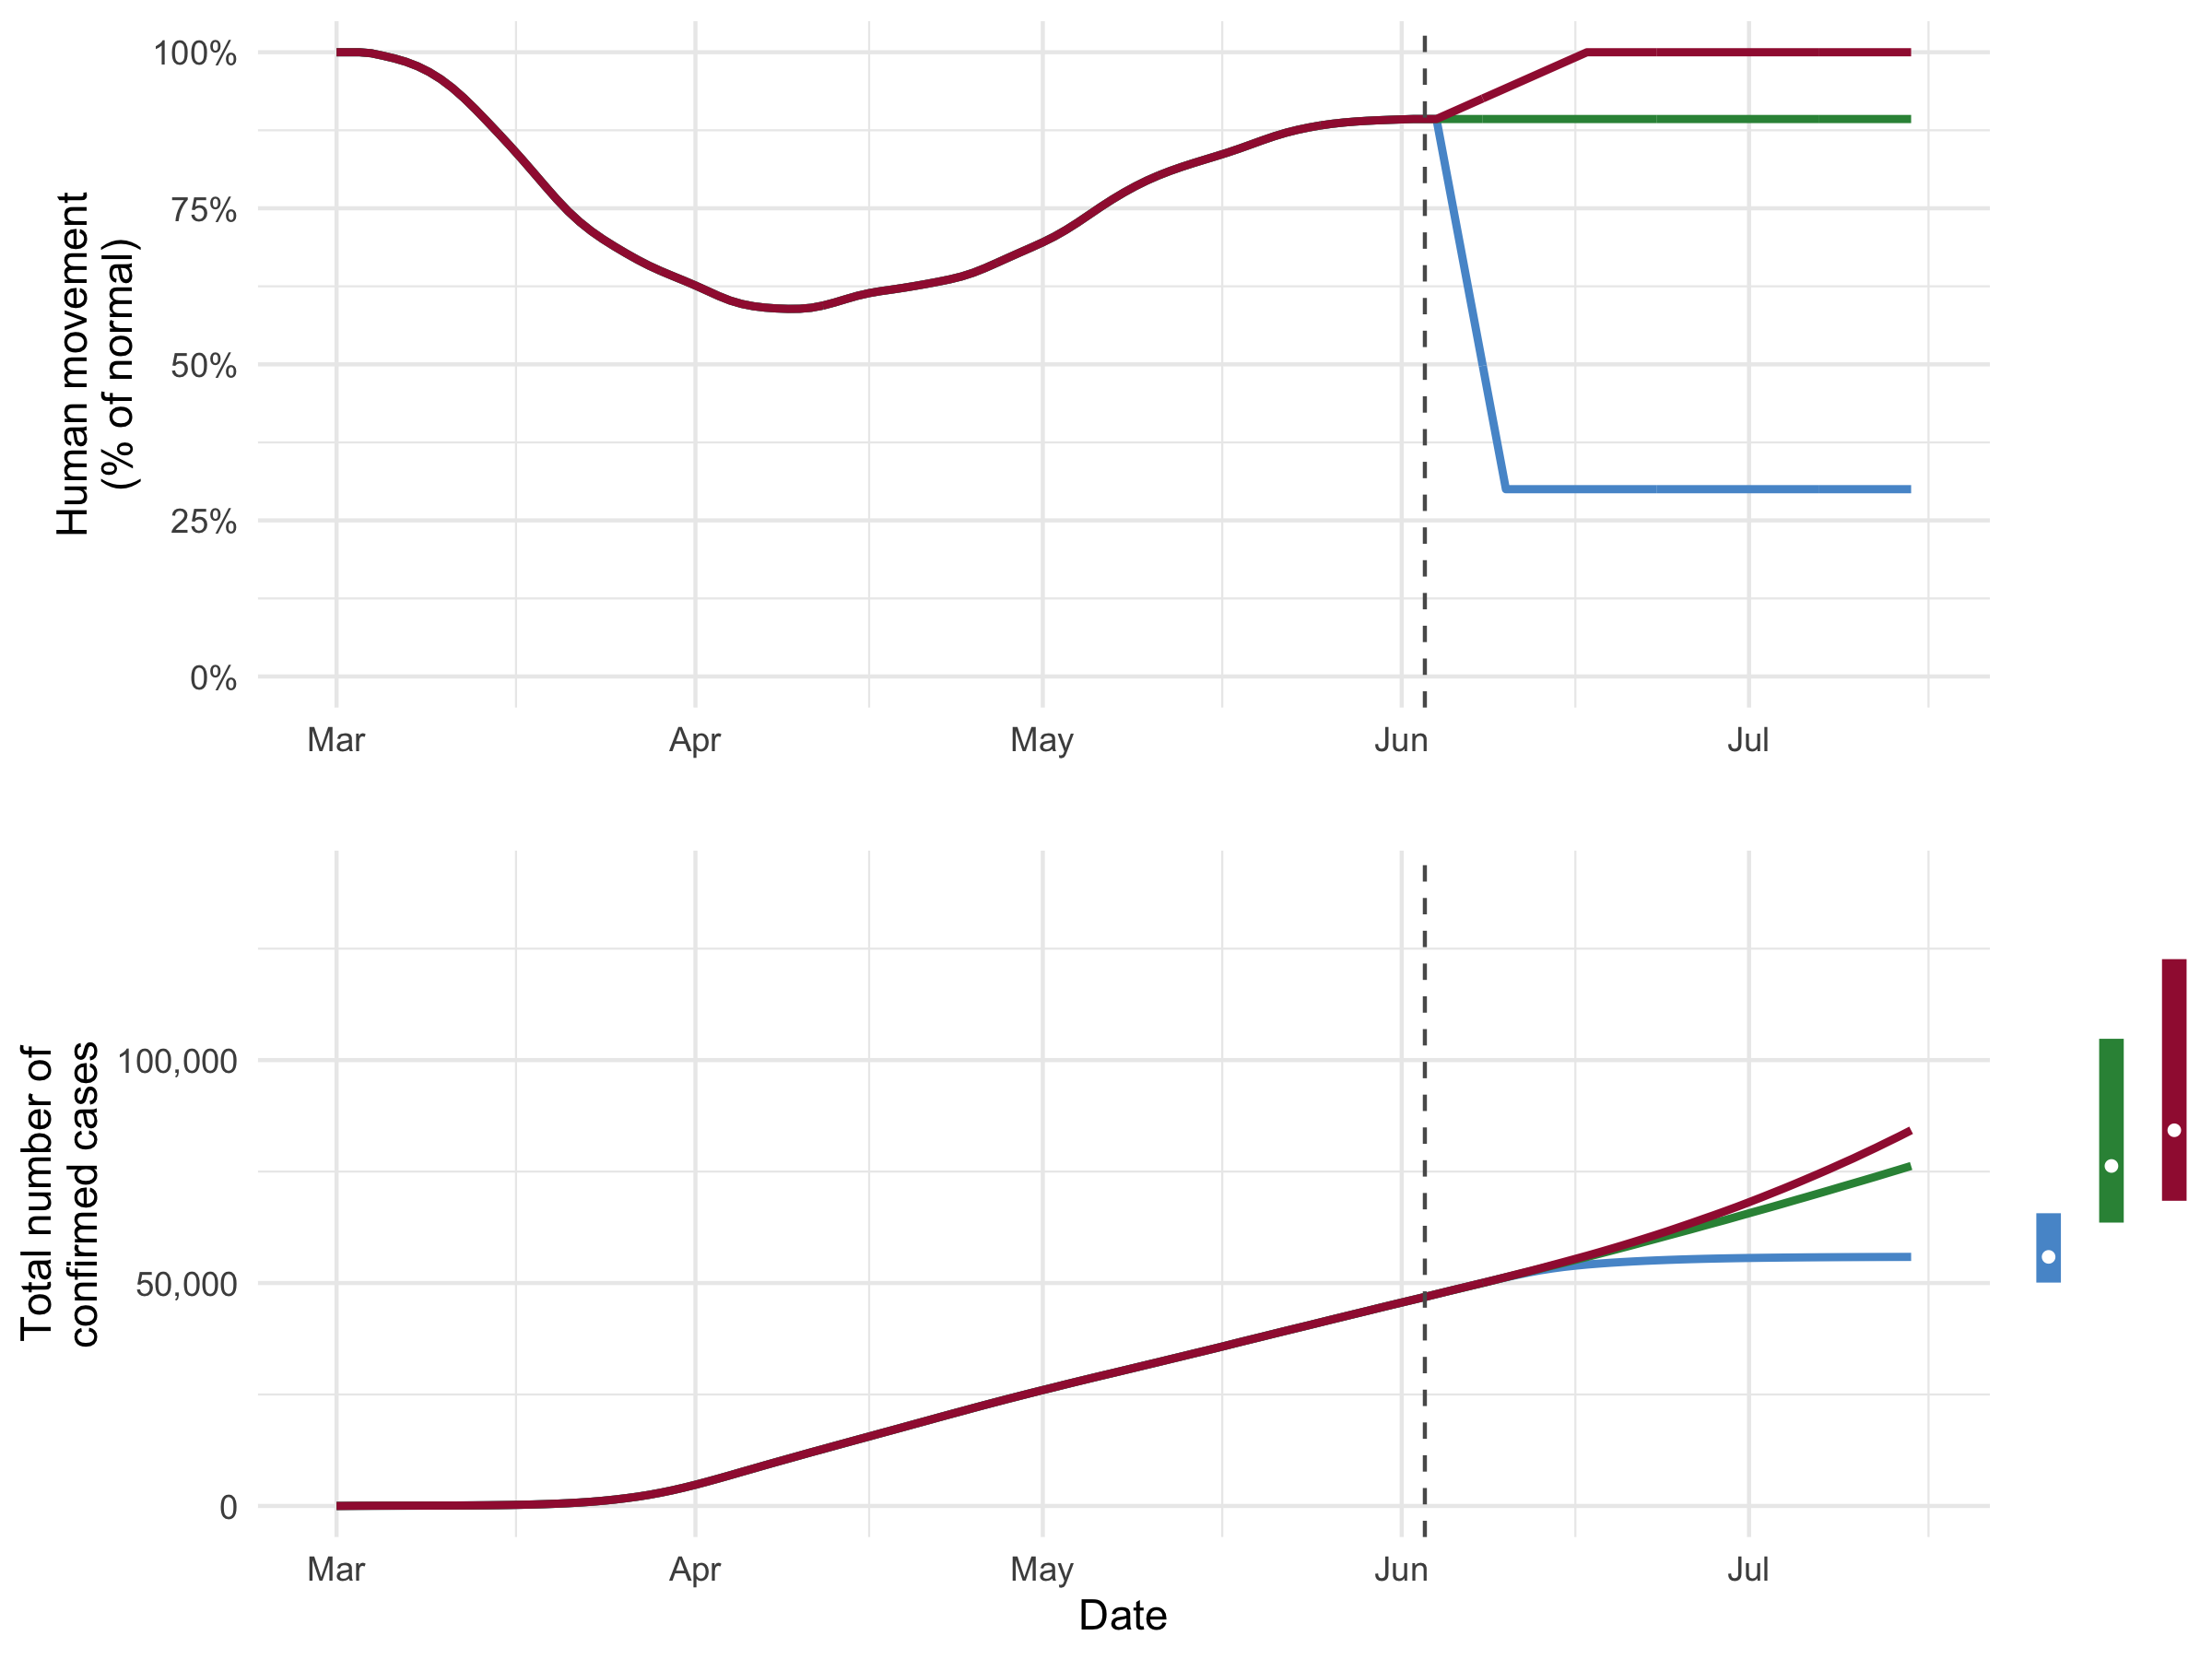 Human movement
(% of normal)
100%
75%
50%
25%
0%
Mar Apr May Jun Jul
Total number of
confirmed cases
100,000
50,000
0
Mar Apr May Jun Jul
Date